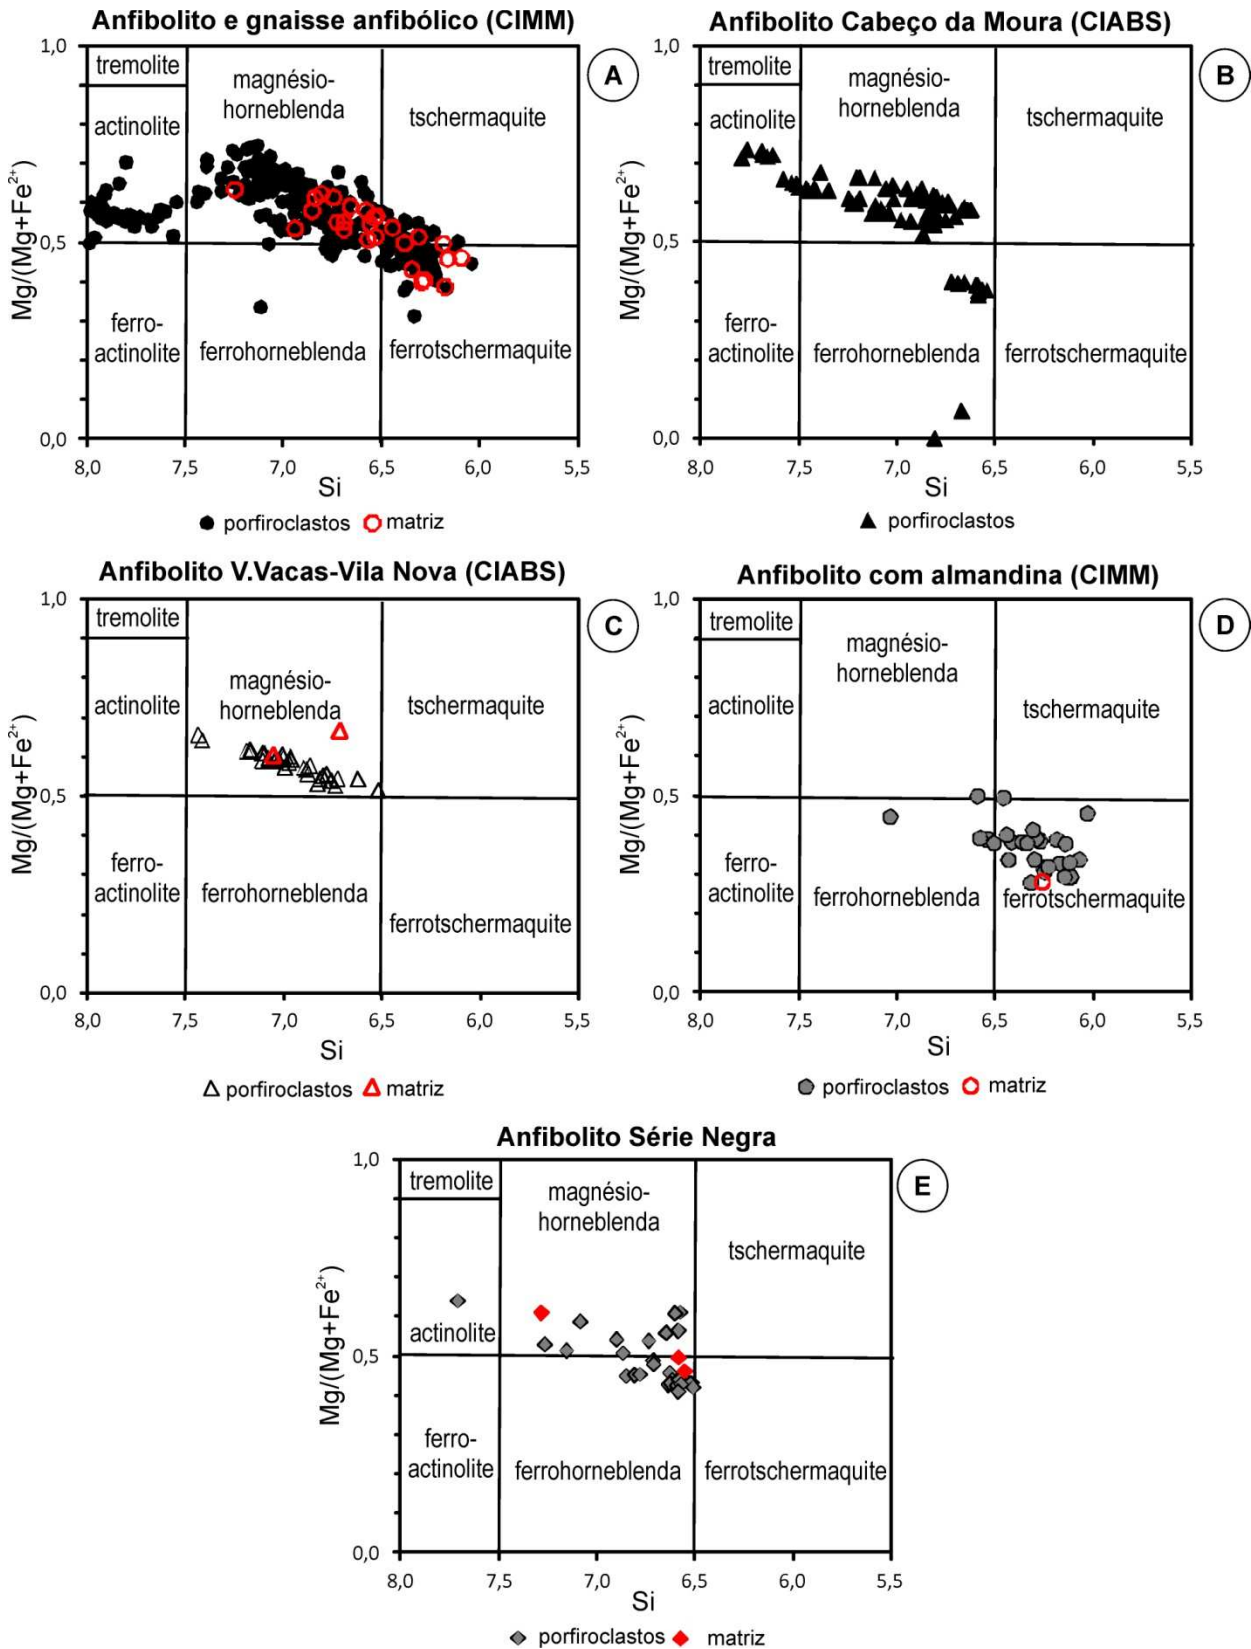 Anfibolito e gnaisse anfibólico (CIMM)
A
1,0
0,5
0,0
Mg/(Mg+Fe²⁺)
tremolite
actinolite
magnésio-
horneblenda
tschermaquite
ferro-
actinolite
ferrohorneblenda
ferrotschermaquite
8,0 7,5 7,0 6,5 6,0 5,5
Si
porfiroclastos matriz
Anfibolito Cabeço da Moura (CIABS)
B
1,0
0,5
0,0
Mg/(Mg+Fe²⁺)
tremolite
actinolite
magnésio-
horneblenda
tschermaquite
ferro-
actinolite
ferrohorneblenda
ferrotschermaquite
8,0 7,5 7,0 6,5 6,0 5,5
Si
porfiroclastos
Anfibolito V.Vacas-Vila Nova (CIABS)
C
1,0
0,5
0,0
Mg/(Mg+Fe²⁺)
tremolite
actinolite
magnésio-
horneblenda
tschermaquite
ferro-
actinolite
ferrohorneblenda
ferrotschermaquite
8,0 7,5 7,0 6,5 6,0 5,5
Si
porfiroclastos matriz
Anfibolito com almandina (CIMM)
D
1,0
0,5
0,0
Mg/(Mg+Fe²⁺)
tremolite
actinolite
magnésio-
horneblenda
tschermaquite
ferro-
actinolite
ferrohorneblenda
ferrotschermaquite
8,0 7,5 7,0 6,5 6,0 5,5
Si
porfiroclastos matriz
Anfibolito Série Negra
E
1,0
0,5
0,0
Mg/(Mg+Fe²⁺)
tremolite
actinolite
magnésio-
horneblenda
tschermaquite
ferro-
actinolite
ferrohorneblenda
ferrotschermaquite
8,0 7,5 7,0 6,5 6,0 5,5
Si
porfiroclastos matriz